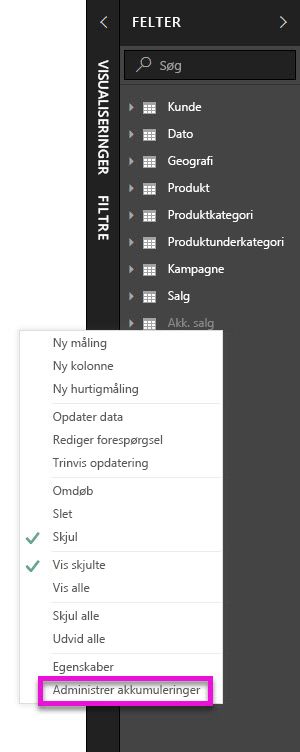 FELTER
VISUALISERINGER
FILTRE
Søg
Kunde
Dato
Geografi
Produkt
Produktkategori
Produktunderkategori
Kampagne
Salg
Akk. salg
Ny måling
Ny kolonne
Ny hurtigmåling
Opdater data
Rediger forespørgsel
Trinvis opdatering
Omdøb
Slet
Skjul
Vis skjulte
Vis alle
Skjul alle
Udvid alle
Egenskaber
Administrer akkumuleringer